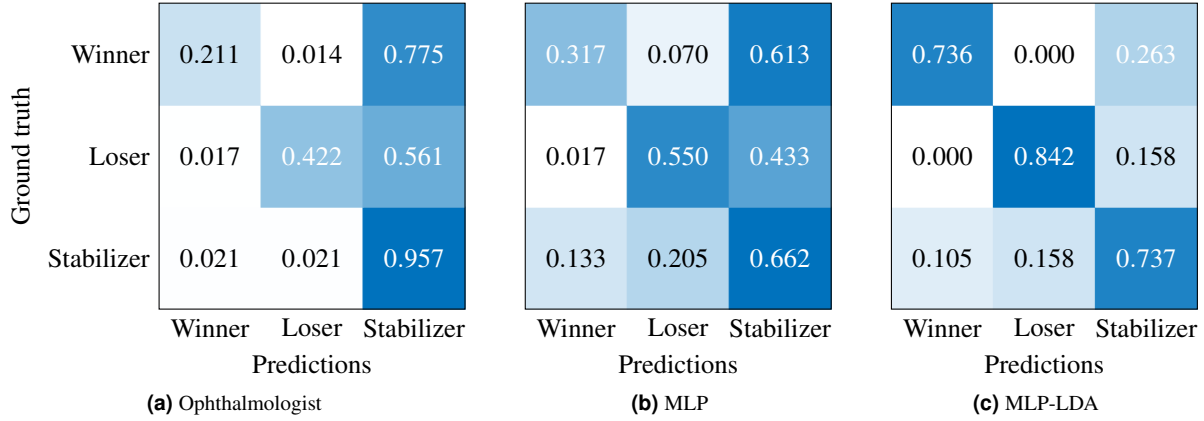 Ground truth
Winner 0.211 0.014 0.775
Loser 0.017 0.422 0.561
Stabilizer 0.021 0.021 0.957
Winner Loser Stabilizer
Predictions
(a) Ophthalmologist
0.317 0.070 0.613
0.017 0.550 0.433
0.133 0.205 0.662
Winner Loser Stabilizer
Predictions
(b) MLP
0.736 0.000 0.263
0.000 0.842 0.158
0.105 0.158 0.737
Winner Loser Stabilizer
Predictions
(c) MLP-LDA